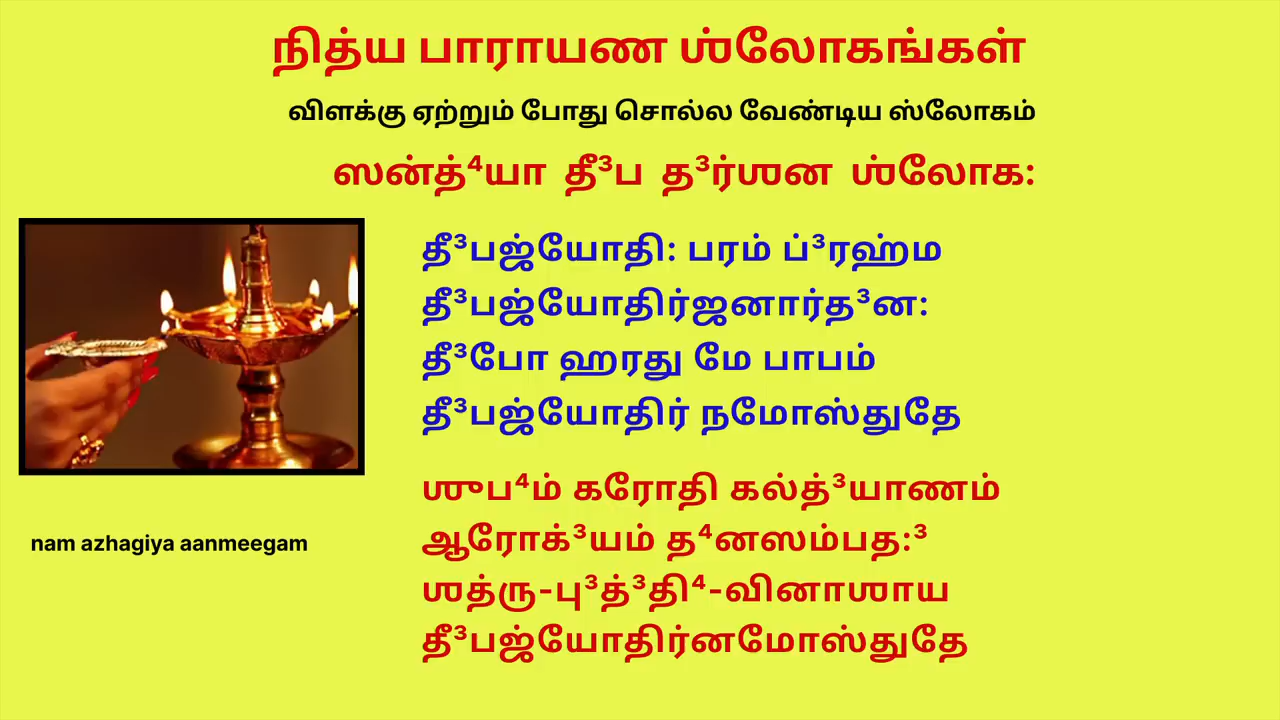 நித்ய பாராயண ஶ்லோகங்கள்
விளக்கு ஏற்றும் போது சொல்ல வேண்டிய ஸ்லோகம்
ஸன்த்⁴யா தீ³ப த³ர்ஶன ஶ்லோக:
தீ³பஜ்யோதி: பரம் ப்³ரஹ்ம
தீ³பஜ்யோதிர்ஜனார்த³ன:
தீ³போ ஹரது மே பாபம்
தீ³பஜ்யோதிர் நமோஸ்துதே
ஶுப⁴ம் கரோதி கல்த்³யாணம்
ஆரோக்³யம் த⁴னஸம்பத:³
ஶத்ரு-பு³த்³தி⁴-வினாஶாய
தீ³பஜ்யோதிர்னமோஸ்துதே
nam azhagiya aanmeegam